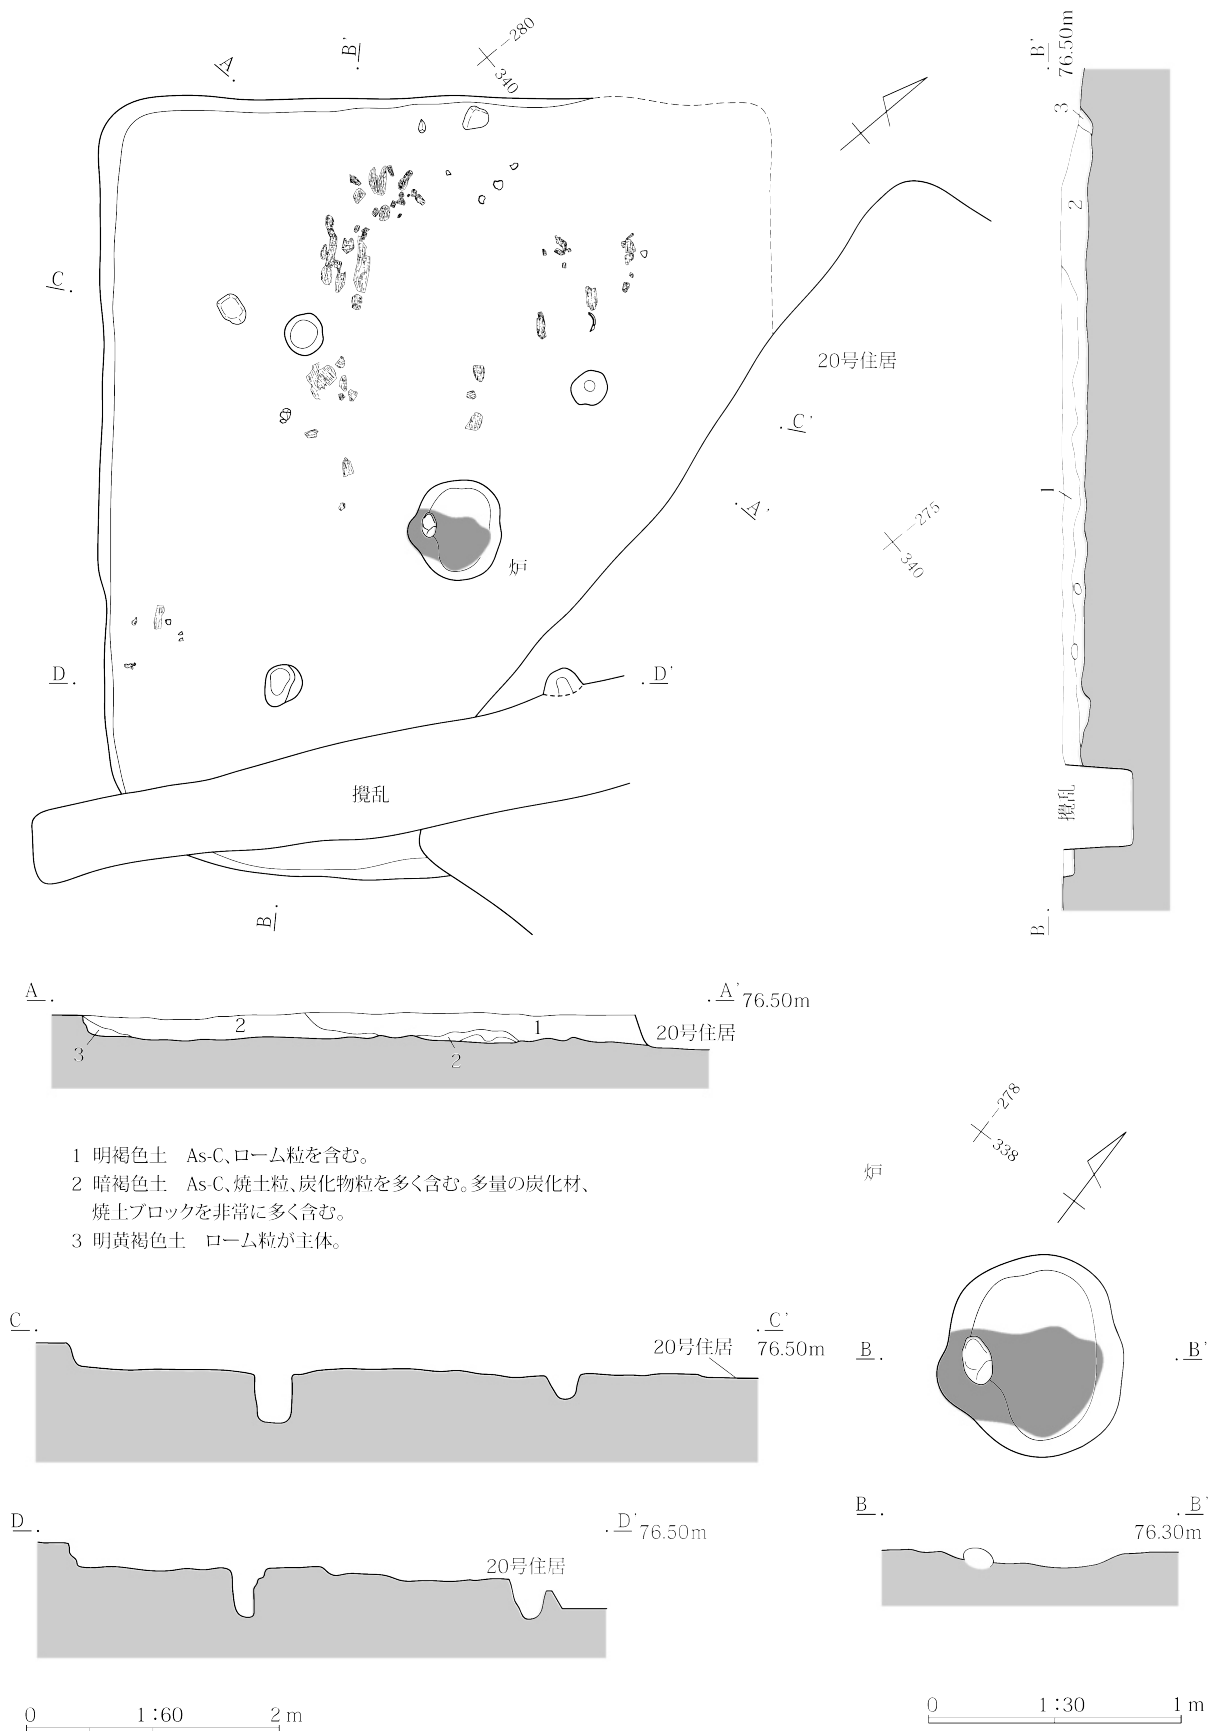 -280
340
A
B'
B'
76.50m
3
2
C
20号住居
C'
1
A'
-275
340
炉
D
D'
攪乱
攪乱
B
B
A
A'
76.50m
2
1
20号住居
3
2
1 明褐色土 As-C、ローム粒を含む。
2 暗褐色土 As-C、焼土粒、炭化物粒を多く含む。多量の炭化材、
焼土ブロックを非常に多く含む。
3 明黄褐色土 ローム粒が主体。
-278
338
炉
C
C'
20号住居
76.50m
B
B'
D
D'
76.50m
20号住居
B
B'
76.30m
0 1:60 2 m
0 1:30 1 m